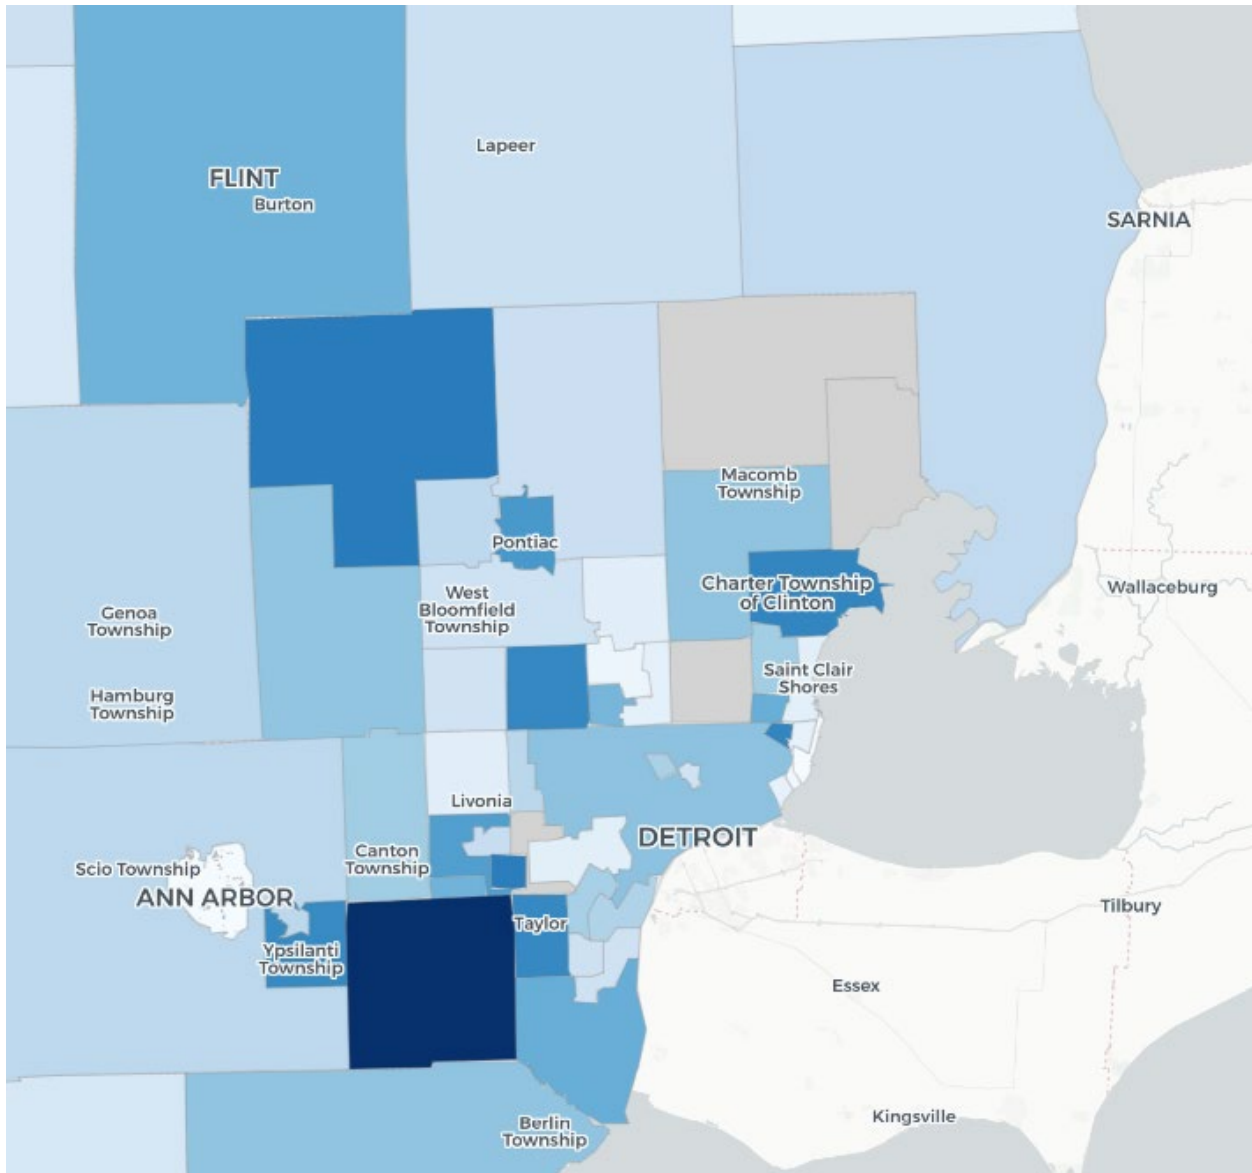 Lapeer
FLINT
Burton
SARNIA
Macomb
Township
Pontiac
Charter Township
of Clinton
Wallaceburg
West
Bloomfield
Township
Genoa
Township
Saint Clair
Shores
Hamburg
Township
Livonia
DETROIT
Canton
Township
Scio Township
ANN ARBOR
Tilbury
Taylor
Ypsilanti
Township
Essex
Kingsville
Berlin
Township